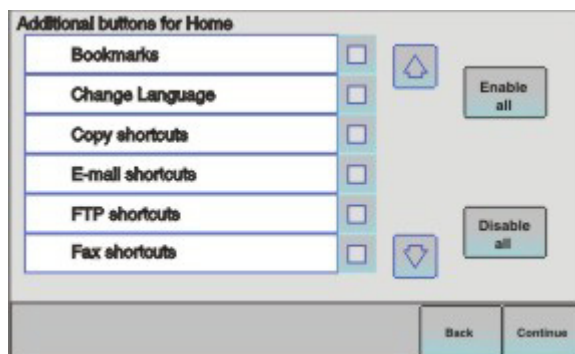 Additional buttons for Home
Bookmarks
Change Language
Copy shortcuts
E-mail shortcuts
FTP shortcuts
Fax shortcuts
Enable
all
Disable
all
Back
Continue